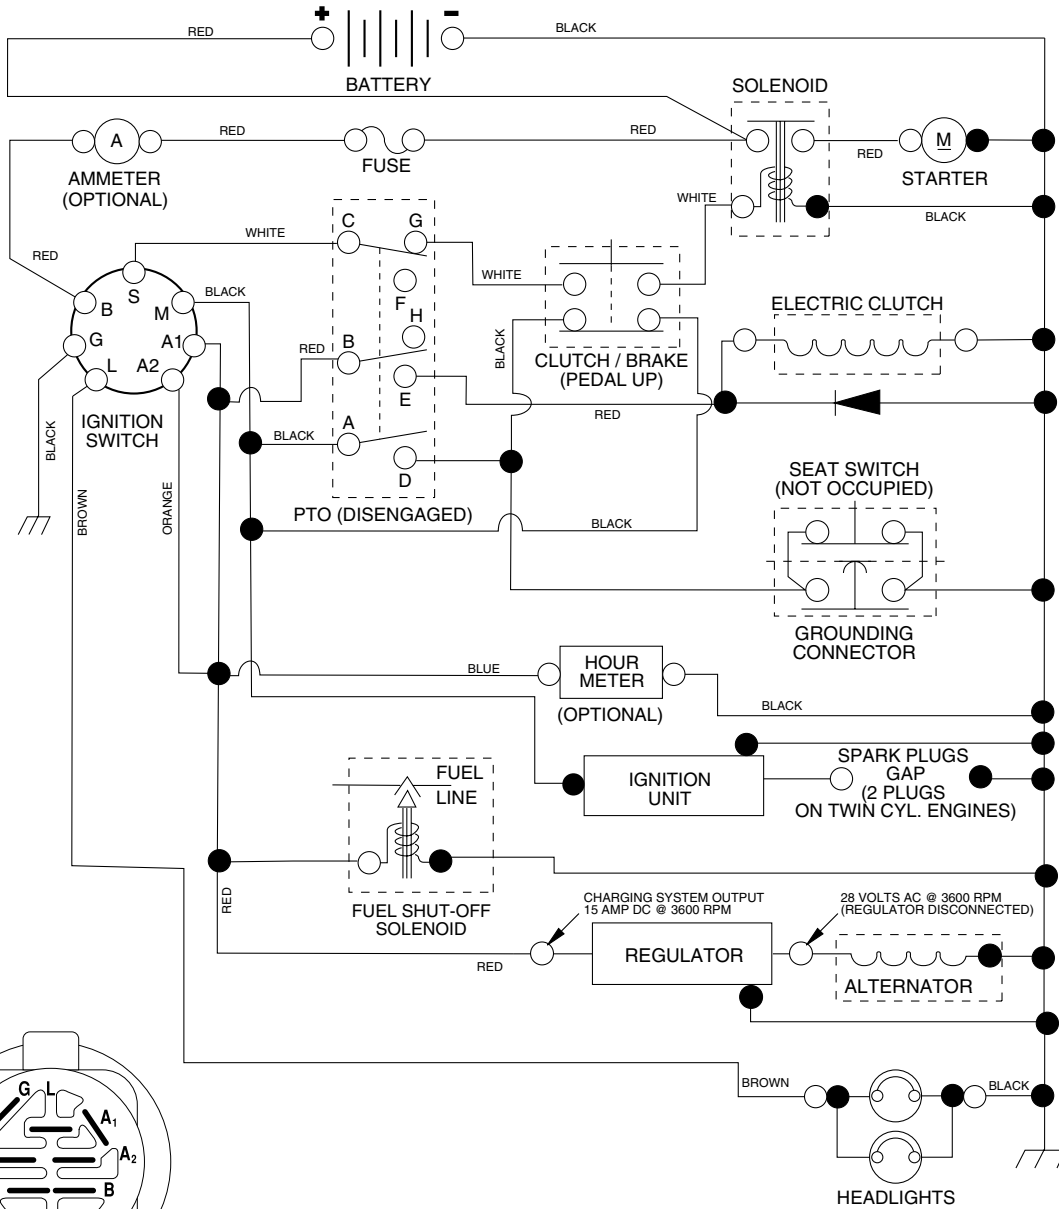 + -
RED
BLACK
BATTERY
SOLENOID
A
RED
FUSE
RED
RED
M
AMMETER
(OPTIONAL)
STARTER
WHITE
BLACK
C
G
WHITE
RED
S
B
M
BLACK
WHITE
F
H
G
A1
L
A2
RED
B
E
BLACK
CLUTCH / BRAKE
(PEDAL UP)
ELECTRIC CLUTCH
RED
IGNITION
SWITCH
BLACK
A
D
BLACK
BROWN
ORANGE
PTO (DISENGAGED)
BLACK
SEAT SWITCH
(NOT OCCUPIED)
GROUNDING
CONNECTOR
BLUE
HOUR
METER
(OPTIONAL)
BLACK
IGNITION
UNIT
SPARK PLUGS
GAP
(2 PLUGS
ON TWIN CYL. ENGINES)
FUEL
LINE
FUEL SHUT-OFF
SOLENOID
RED
CHARGING SYSTEM OUTPUT
15 AMP DC @ 3600 RPM
28 VOLTS AC @ 3600 RPM
(REGULATOR DISCONNECTED)
RED
REGULATOR
ALTERNATOR
BROWN
BLACK
HEADLIGHTS
G L
A1
A2
B